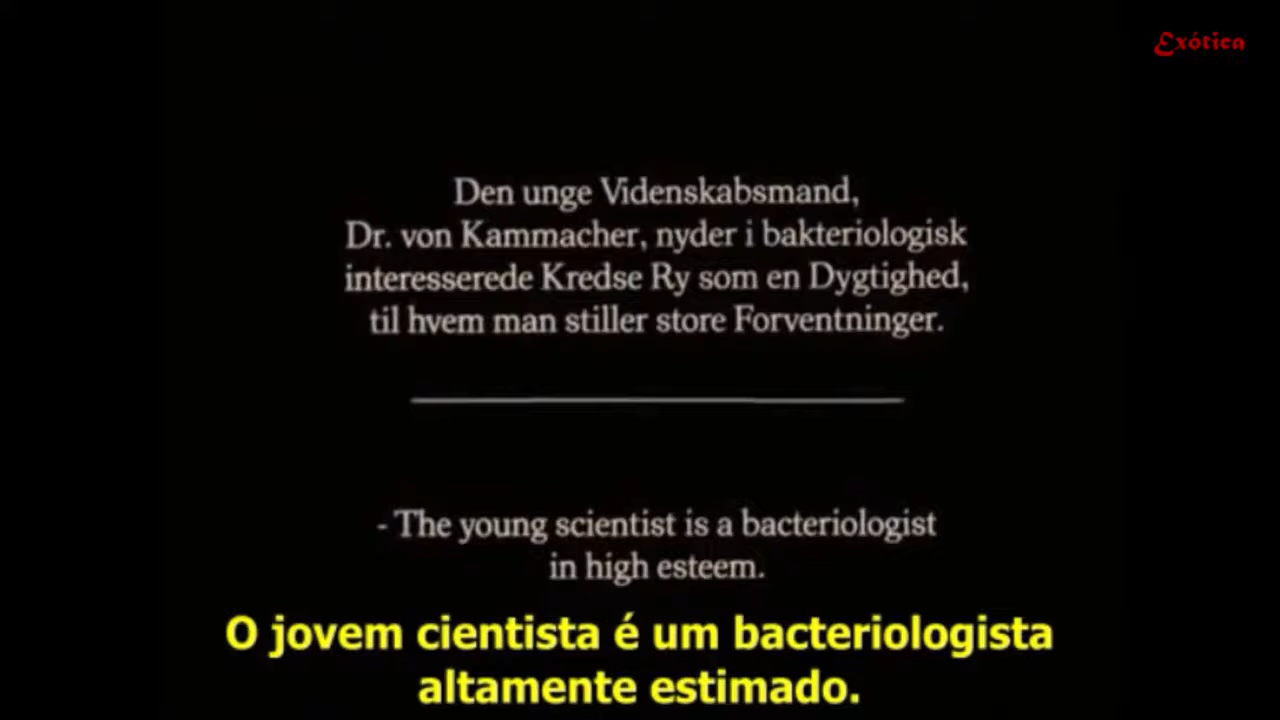 Exótica
Den unge Videnskabsmand,
Dr. von Kammacher, nyder i bakteriologisk
interesserede Kredse Ry som en Dygtighed,
til hvem man stiller store Forventninger.
- The young scientist is a bacteriologist
in high esteem.
O jovem cientista é um bacteriologista
altamente estimado.